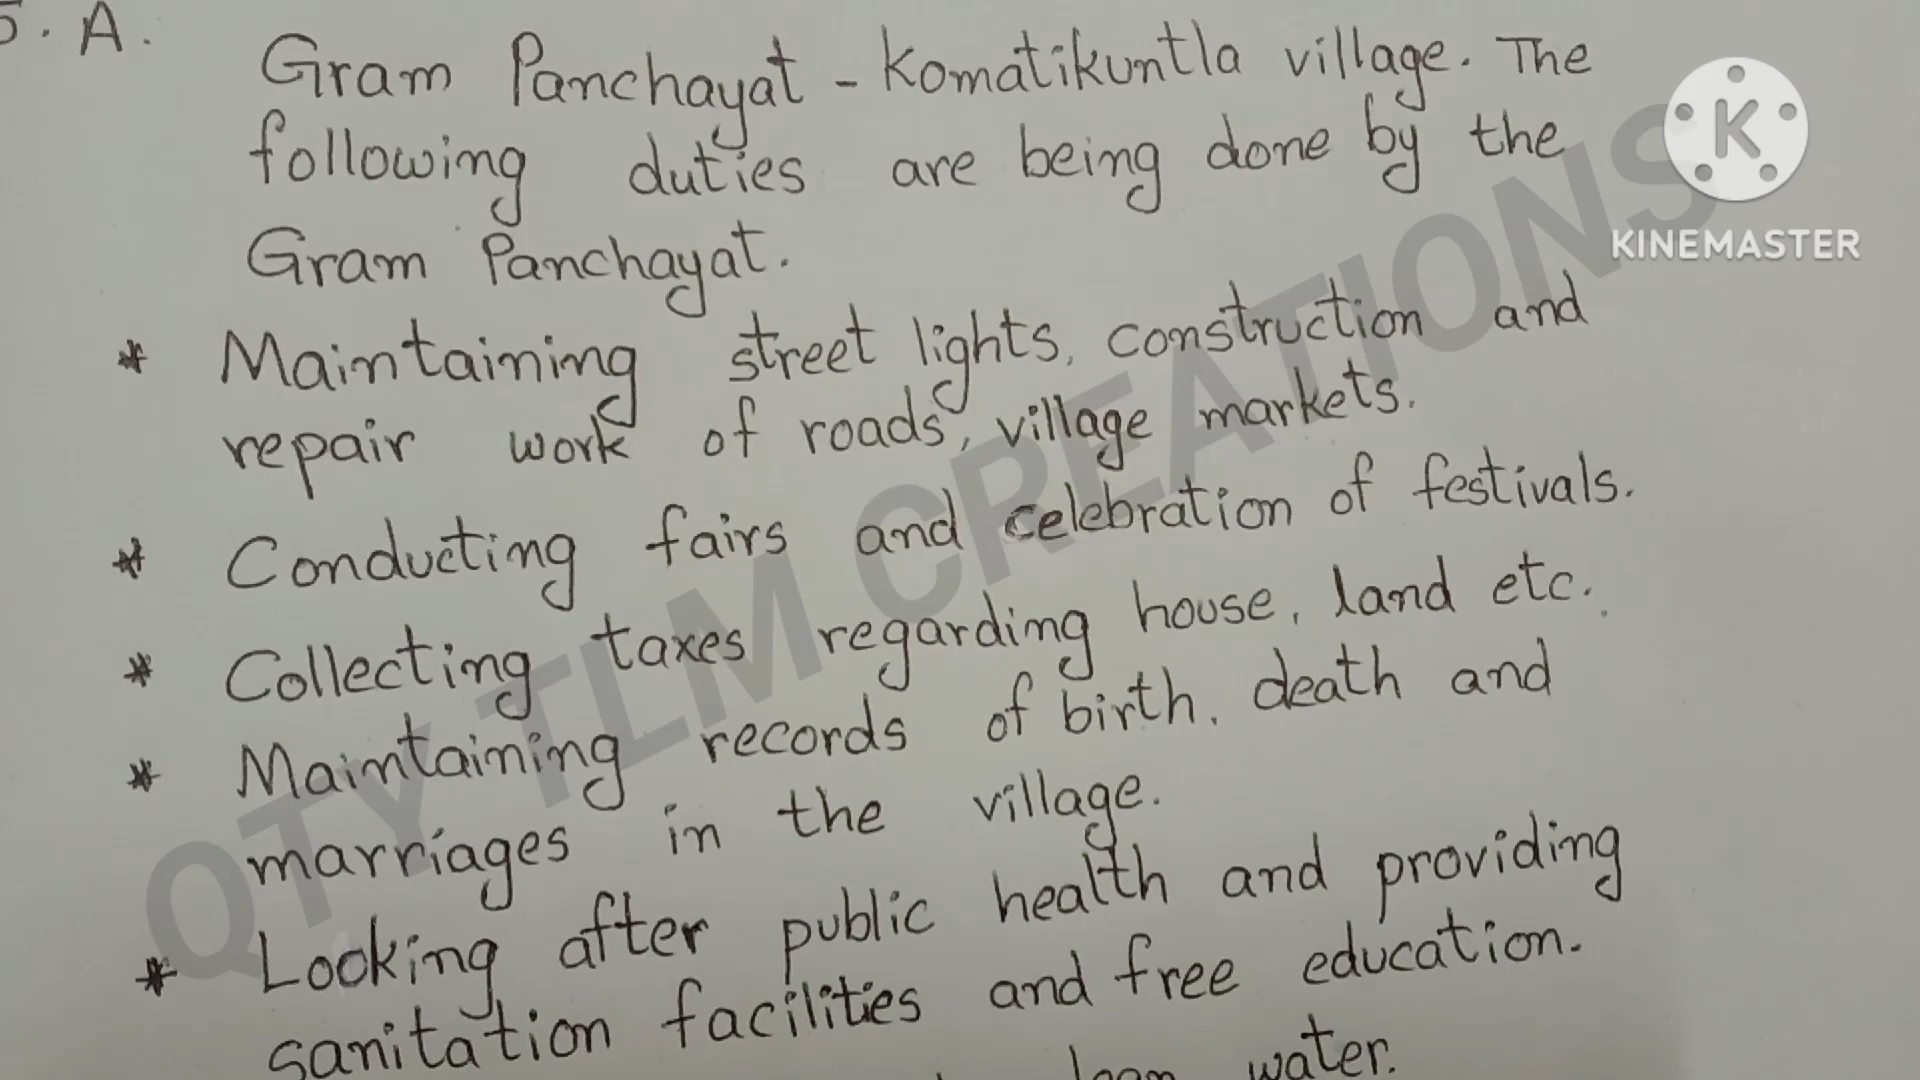 5. A.
Gram Panchayat - Komatikuntla village. The
following duties are being done by the
Gram Panchayat.
* Maintaining street lights, construction and
repair work of roads, village markets.
* Conducting fairs and celebration of festivals.
* Collecting taxes regarding house, land etc.
* Maintaining records of birth, death and
marriages in the village.
* Looking after public health and providing
sanitation facilities and free education.
water.
K
KINEMASTER
QTY TLM CREATIONS